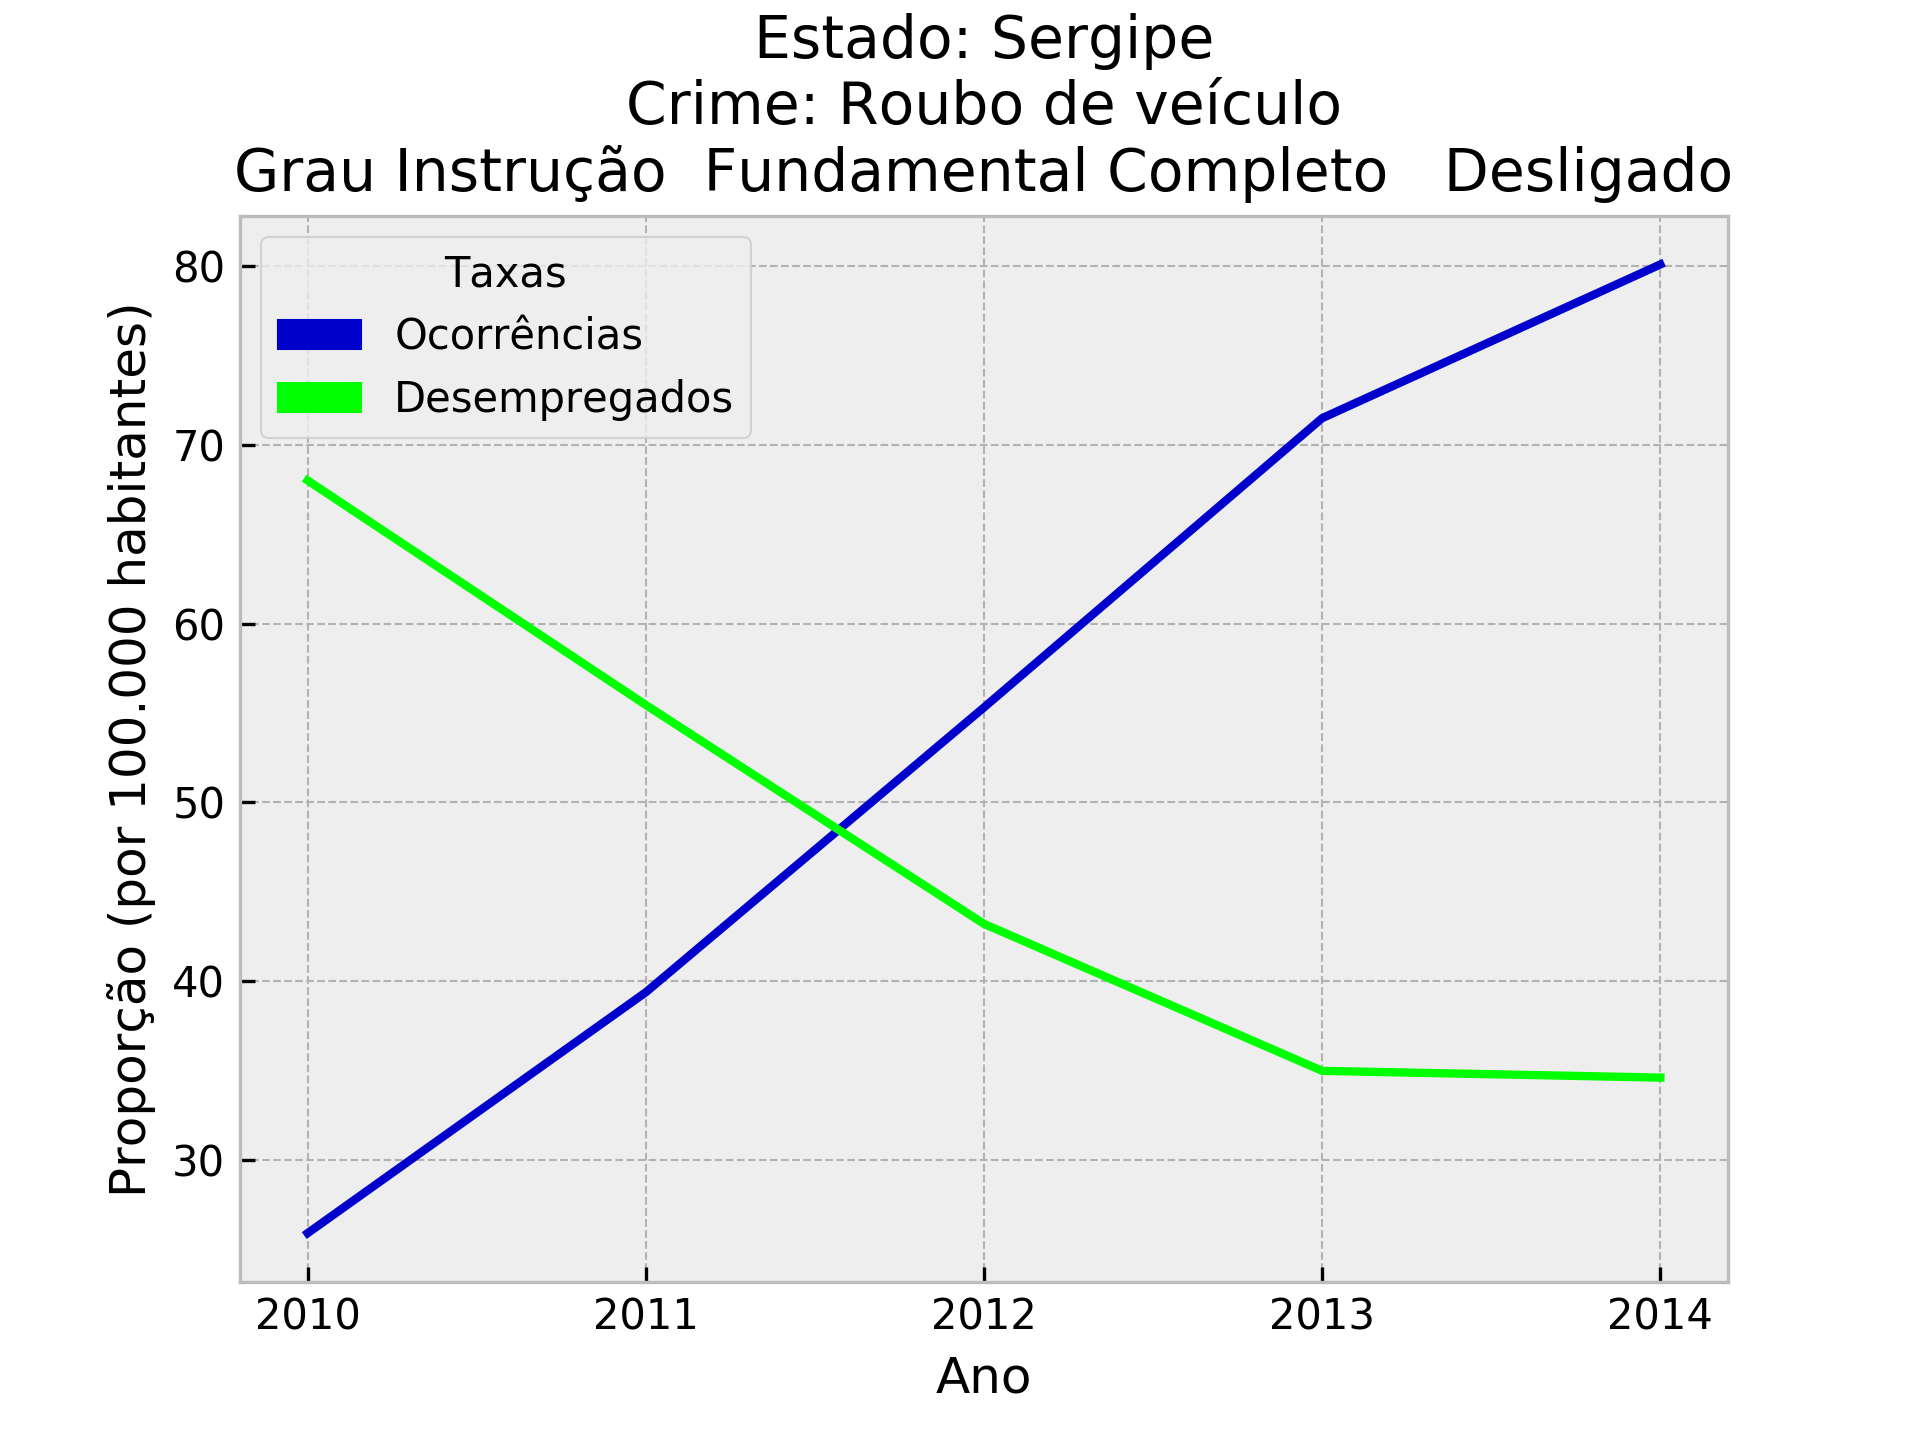 Estado: Sergipe
Crime: Roubo de veículo
Grau Instrução  Fundamental Completo   Desligado
Taxas
Ocorrências
Desempregados
Proporção (por 100.000 habitantes)
80
70
60
50
40
30
2010 2011 2012 2013 2014
Ano